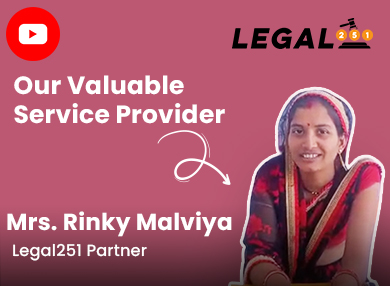 LEGAL 251
Our Valuable
Service Provider
Mrs. Rinky Malviya
Legal251 Partner